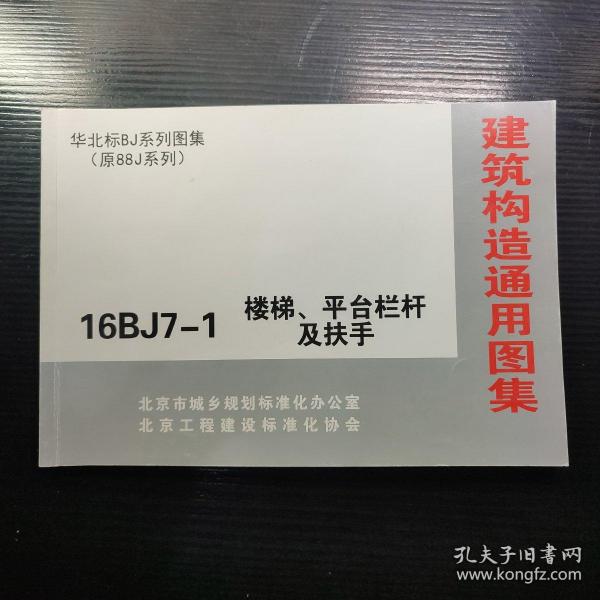 华北标BJ系列图集
(原88J系列)
16BJ7-1
楼梯、平台栏杆
及扶手
北京市城乡规划标准化办公室
北京工程建设标准化协会
建筑构造通用图集
孔夫子旧书网
www.kongfz.com